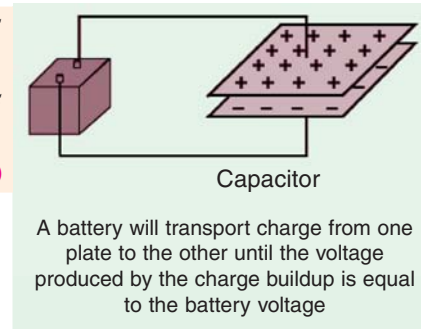 Capacitor
A battery will transport charge from one
plate to the other until the voltage
produced by the charge buildup is equal
to the battery voltage